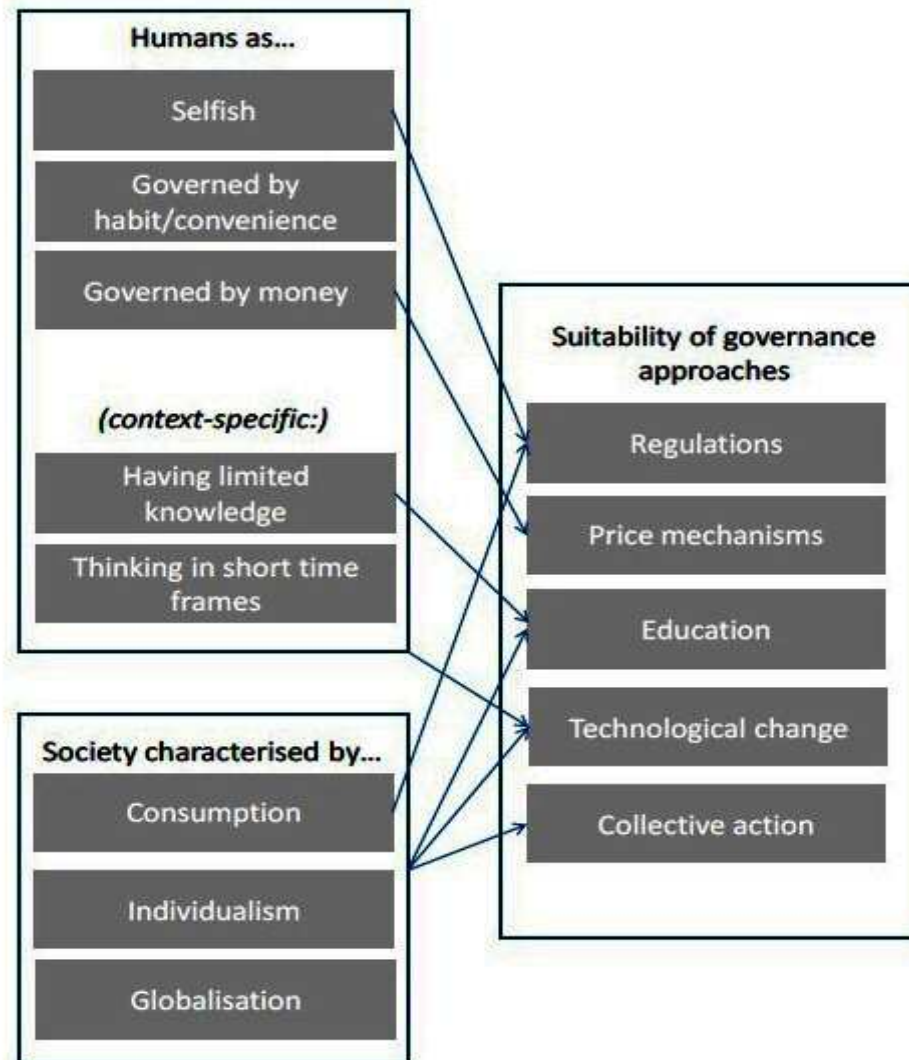 Humans as...
Selfish
Governed by
habit/convenience
Governed by money
(context-specific:)
Having limited
knowledge
Thinking in short time
frames
Society characterised by...
Consumption
Individualism
Globalisation
Suitability of governance
approaches
Regulations
Price mechanisms
Education
Technological change
Collective action